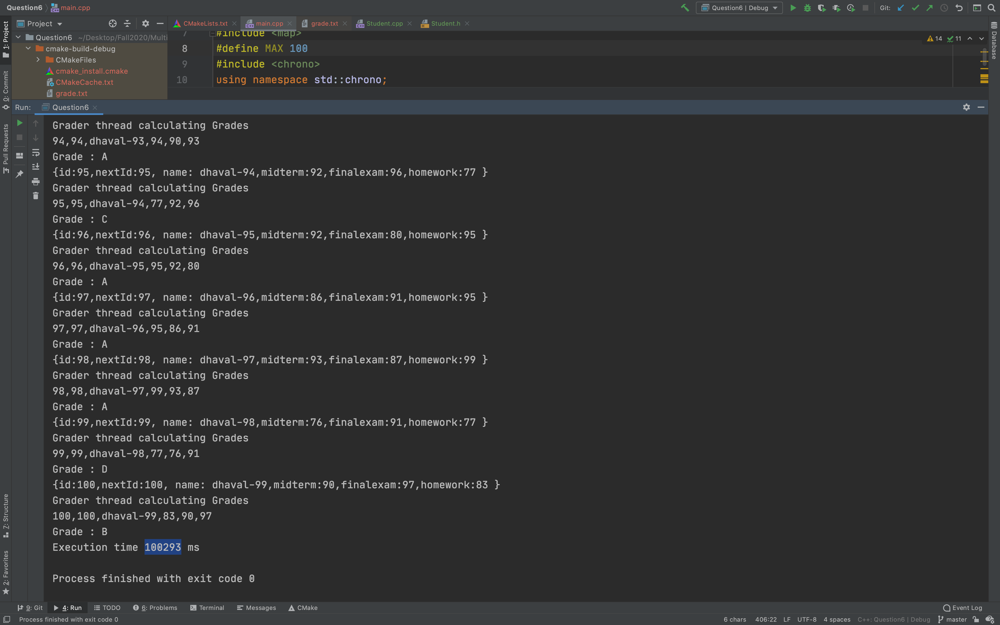 Question6 main.cpp Question6 | Debug Git:
Project CMakeLists.txt main.cpp grade.txt Student.cpp Student.h
1: Project
0: Commit
Pull Requests
7: Structure
2: Favorites
Database
Question6 ~/Desktop/Fall2020/Multi
cmake-build-debug
CMakeFiles
cmake_install.cmake
CMakeCache.txt
grade.txt
7 #include <map>
8 #define MAX 100
9 #include <chrono>
10 using namespace std::chrono;
14 11
Run: Question6
Grader thread calculating Grades
94,94,dhaval-93,94,90,93
Grade : A
{id:95,nextId:95, name: dhaval-94,midterm:92,finalexam:96,homework:77 }
Grader thread calculating Grades
95,95,dhaval-94,77,92,96
Grade : C
{id:96,nextId:96, name: dhaval-95,midterm:92,finalexam:80,homework:95 }
Grader thread calculating Grades
96,96,dhaval-95,95,92,80
Grade : A
{id:97,nextId:97, name: dhaval-96,midterm:86,finalexam:91,homework:95 }
Grader thread calculating Grades
97,97,dhaval-96,95,86,91
Grade : A
{id:98,nextId:98, name: dhaval-97,midterm:93,finalexam:87,homework:99 }
Grader thread calculating Grades
98,98,dhaval-97,99,93,87
Grade : A
{id:99,nextId:99, name: dhaval-98,midterm:76,finalexam:91,homework:77 }
Grader thread calculating Grades
99,99,dhaval-98,77,76,91
Grade : D
{id:100,nextId:100, name: dhaval-99,midterm:90,finalexam:97,homework:83 }
Grader thread calculating Grades
100,100,dhaval-99,83,90,97
Grade : B
Execution time 100293 ms
Process finished with exit code 0
9: Git 4: Run TODO 6: Problems Terminal Messages CMake Event Log
Process finished with exit code 0 6 chars 406:22 LF UTF-8 4 spaces C++: Question6 | Debug master